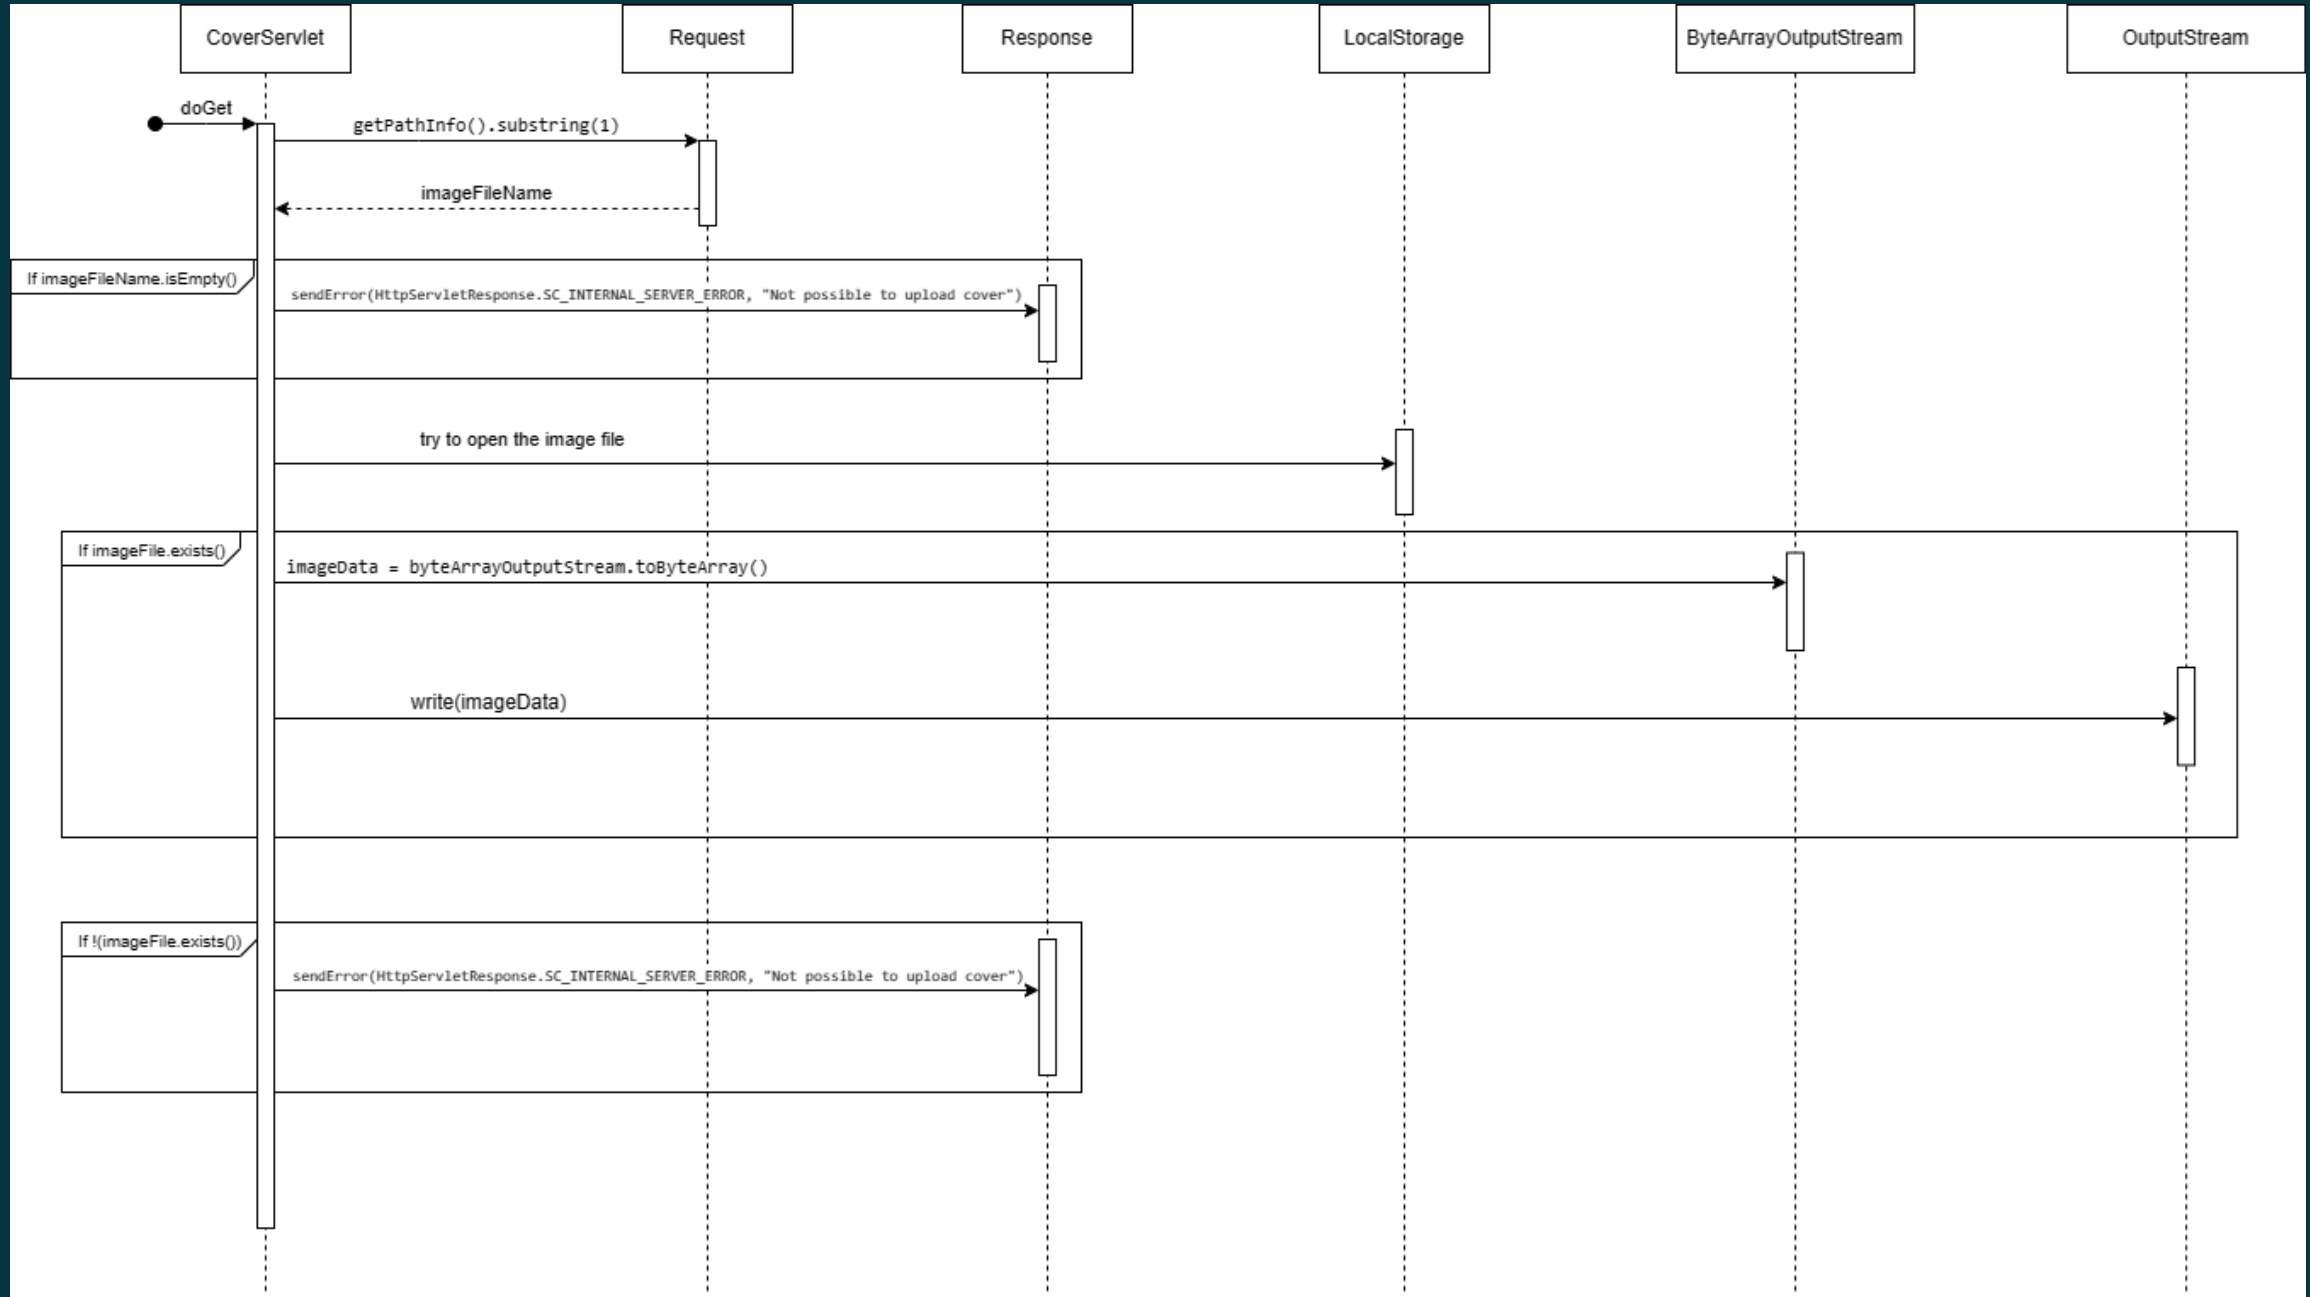 CoverServlet
Request
Response
LocalStorage
ByteArrayOutputStream
OutputStream
doGet
getPathInfo().substring(1)
imageFileName
If imageFileName.isEmpty()
sendError(HttpServletResponse.SC_INTERNAL_SERVER_ERROR, "Not possible to upload cover")
try to open the image file
If imageFile.exists()
imageData = byteArrayOutputStream.toByteArray()
write(imageData)
If !(imageFile.exists())
sendError(HttpServletResponse.SC_INTERNAL_SERVER_ERROR, "Not possible to upload cover")